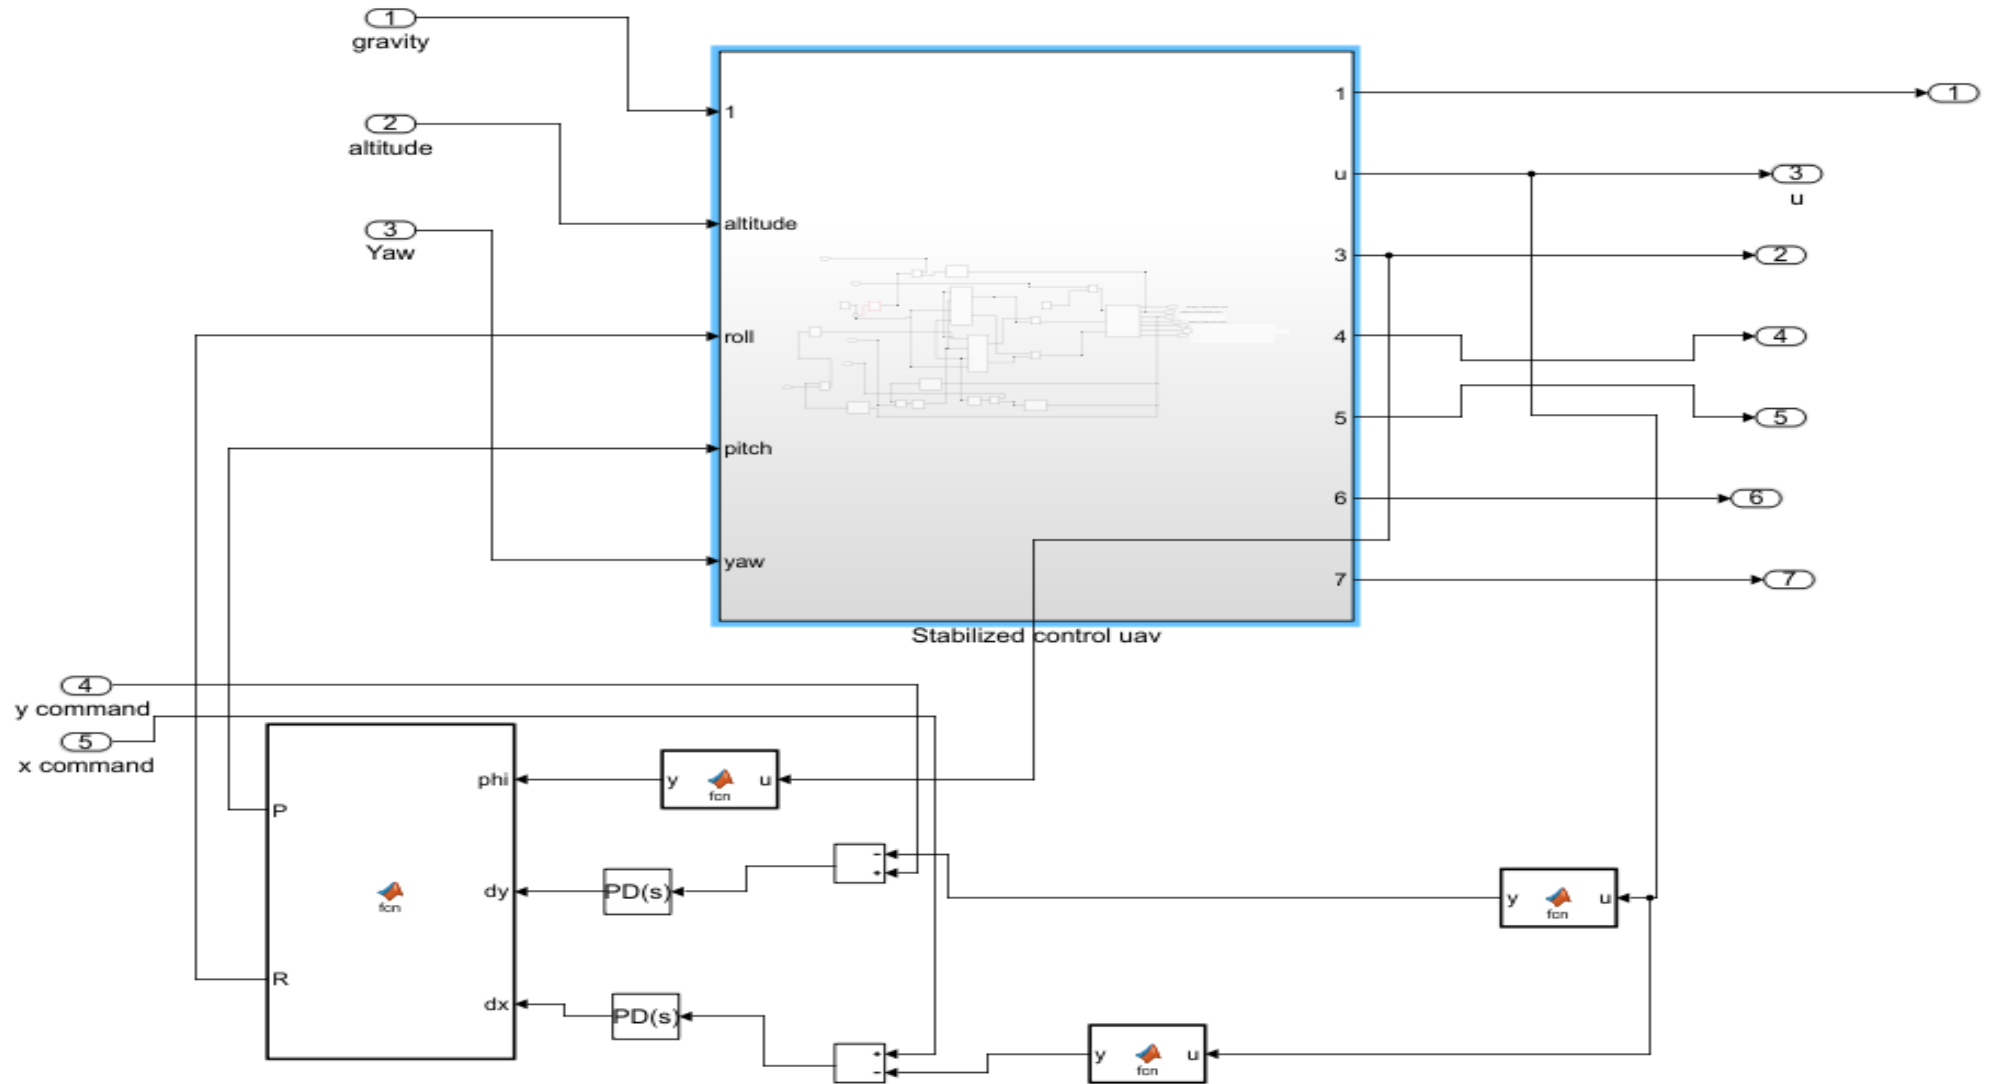 1
gravity
1
1
1
2
altitude
u
3
u
altitude
3
Yaw
3
2
roll
4
4
5
5
pitch
6
6
yaw
7
7
Stabilized control uav
4
y command
5
x command
phi
y
fcn
u
P
-
+
fcn
dy
PD(s)
y
fcn
u
R
dx
PD(s)
+
-
y
fcn
u